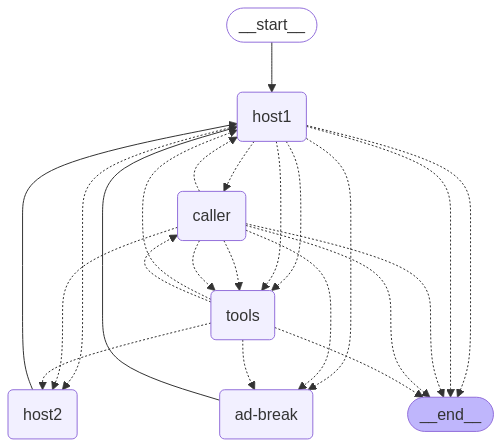 __start__
host1
caller
tools
host2
ad-break
__end__